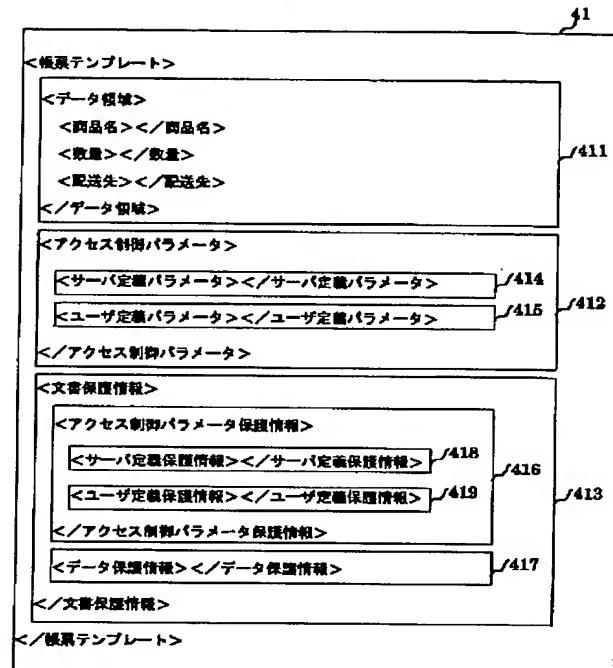 41
<帳票テンプレート>
<データ領域>
<商品名></商品名>
<数量></数量>
<配送先></配送先>
</データ領域>
411
<アクセス制御パラメータ>
<サーバ定義パラメータ></サーバ定義パラメータ>
414
<ユーザ定義パラメータ></ユーザ定義パラメータ>
415
412
</アクセス制御パラメータ>
<文書保護情報>
<アクセス制御パラメータ保護情報>
<サーバ定義保護情報></サーバ定義保護情報>
418
416
<ユーザ定義保護情報></ユーザ定義保護情報>
419
413
</アクセス制御パラメータ保護情報>
<データ保護情報></データ保護情報>
417
</文書保護情報>
</帳票テンプレート>